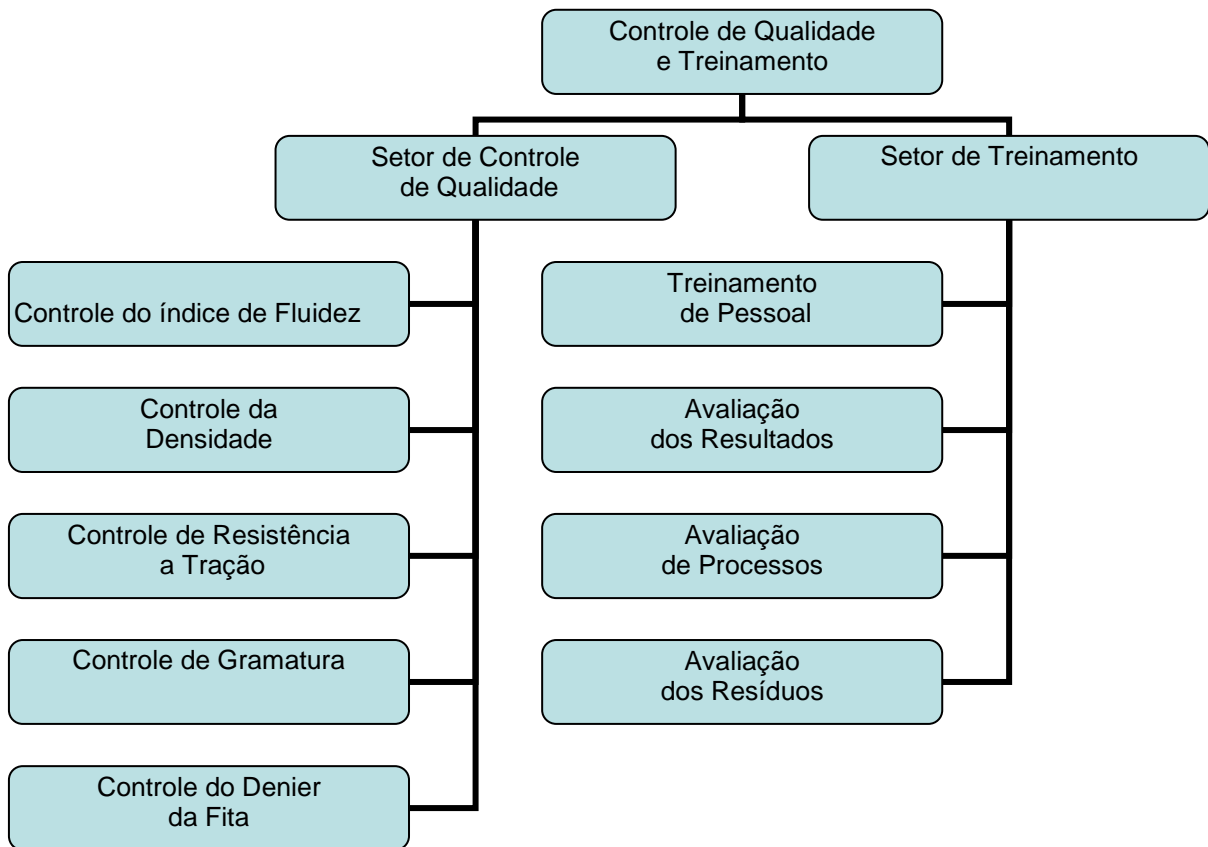 Controle de Qualidade
e Treinamento
Setor de Controle
de Qualidade
Setor de Treinamento
Controle do índice de Fluidez
Controle da
Densidade
Controle de Resistência
a Tração
Controle de Gramatura
Controle do Denier
da Fita
Treinamento
de Pessoal
Avaliação
dos Resultados
Avaliação
de Processos
Avaliação
dos Resíduos